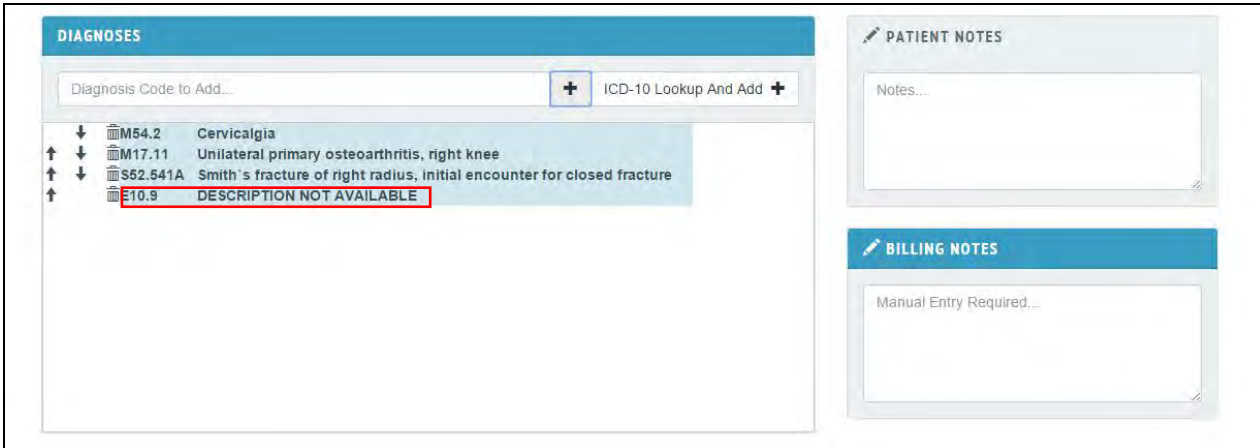 DIAGNOSES
Diagnosis Code to Add...
ICD-10 Lookup And Add
M54.2 Cervicalgia
M17.11 Unilateral primary osteoarthritis, right knee
S52.541A Smith`s fracture of right radius, initial encounter for closed fracture
E10.9 DESCRIPTION NOT AVAILABLE
PATIENT NOTES
Notes...
BILLING NOTES
Manual Entry Required...